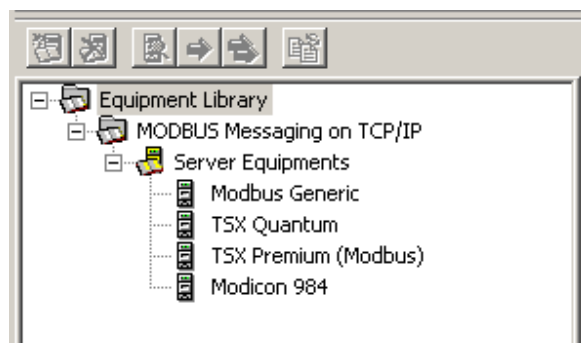 Equipment Library
MODBUS Messaging on TCP/IP
Server Equipments
Modbus Generic
TSX Quantum
TSX Premium (Modbus)
Modicon 984